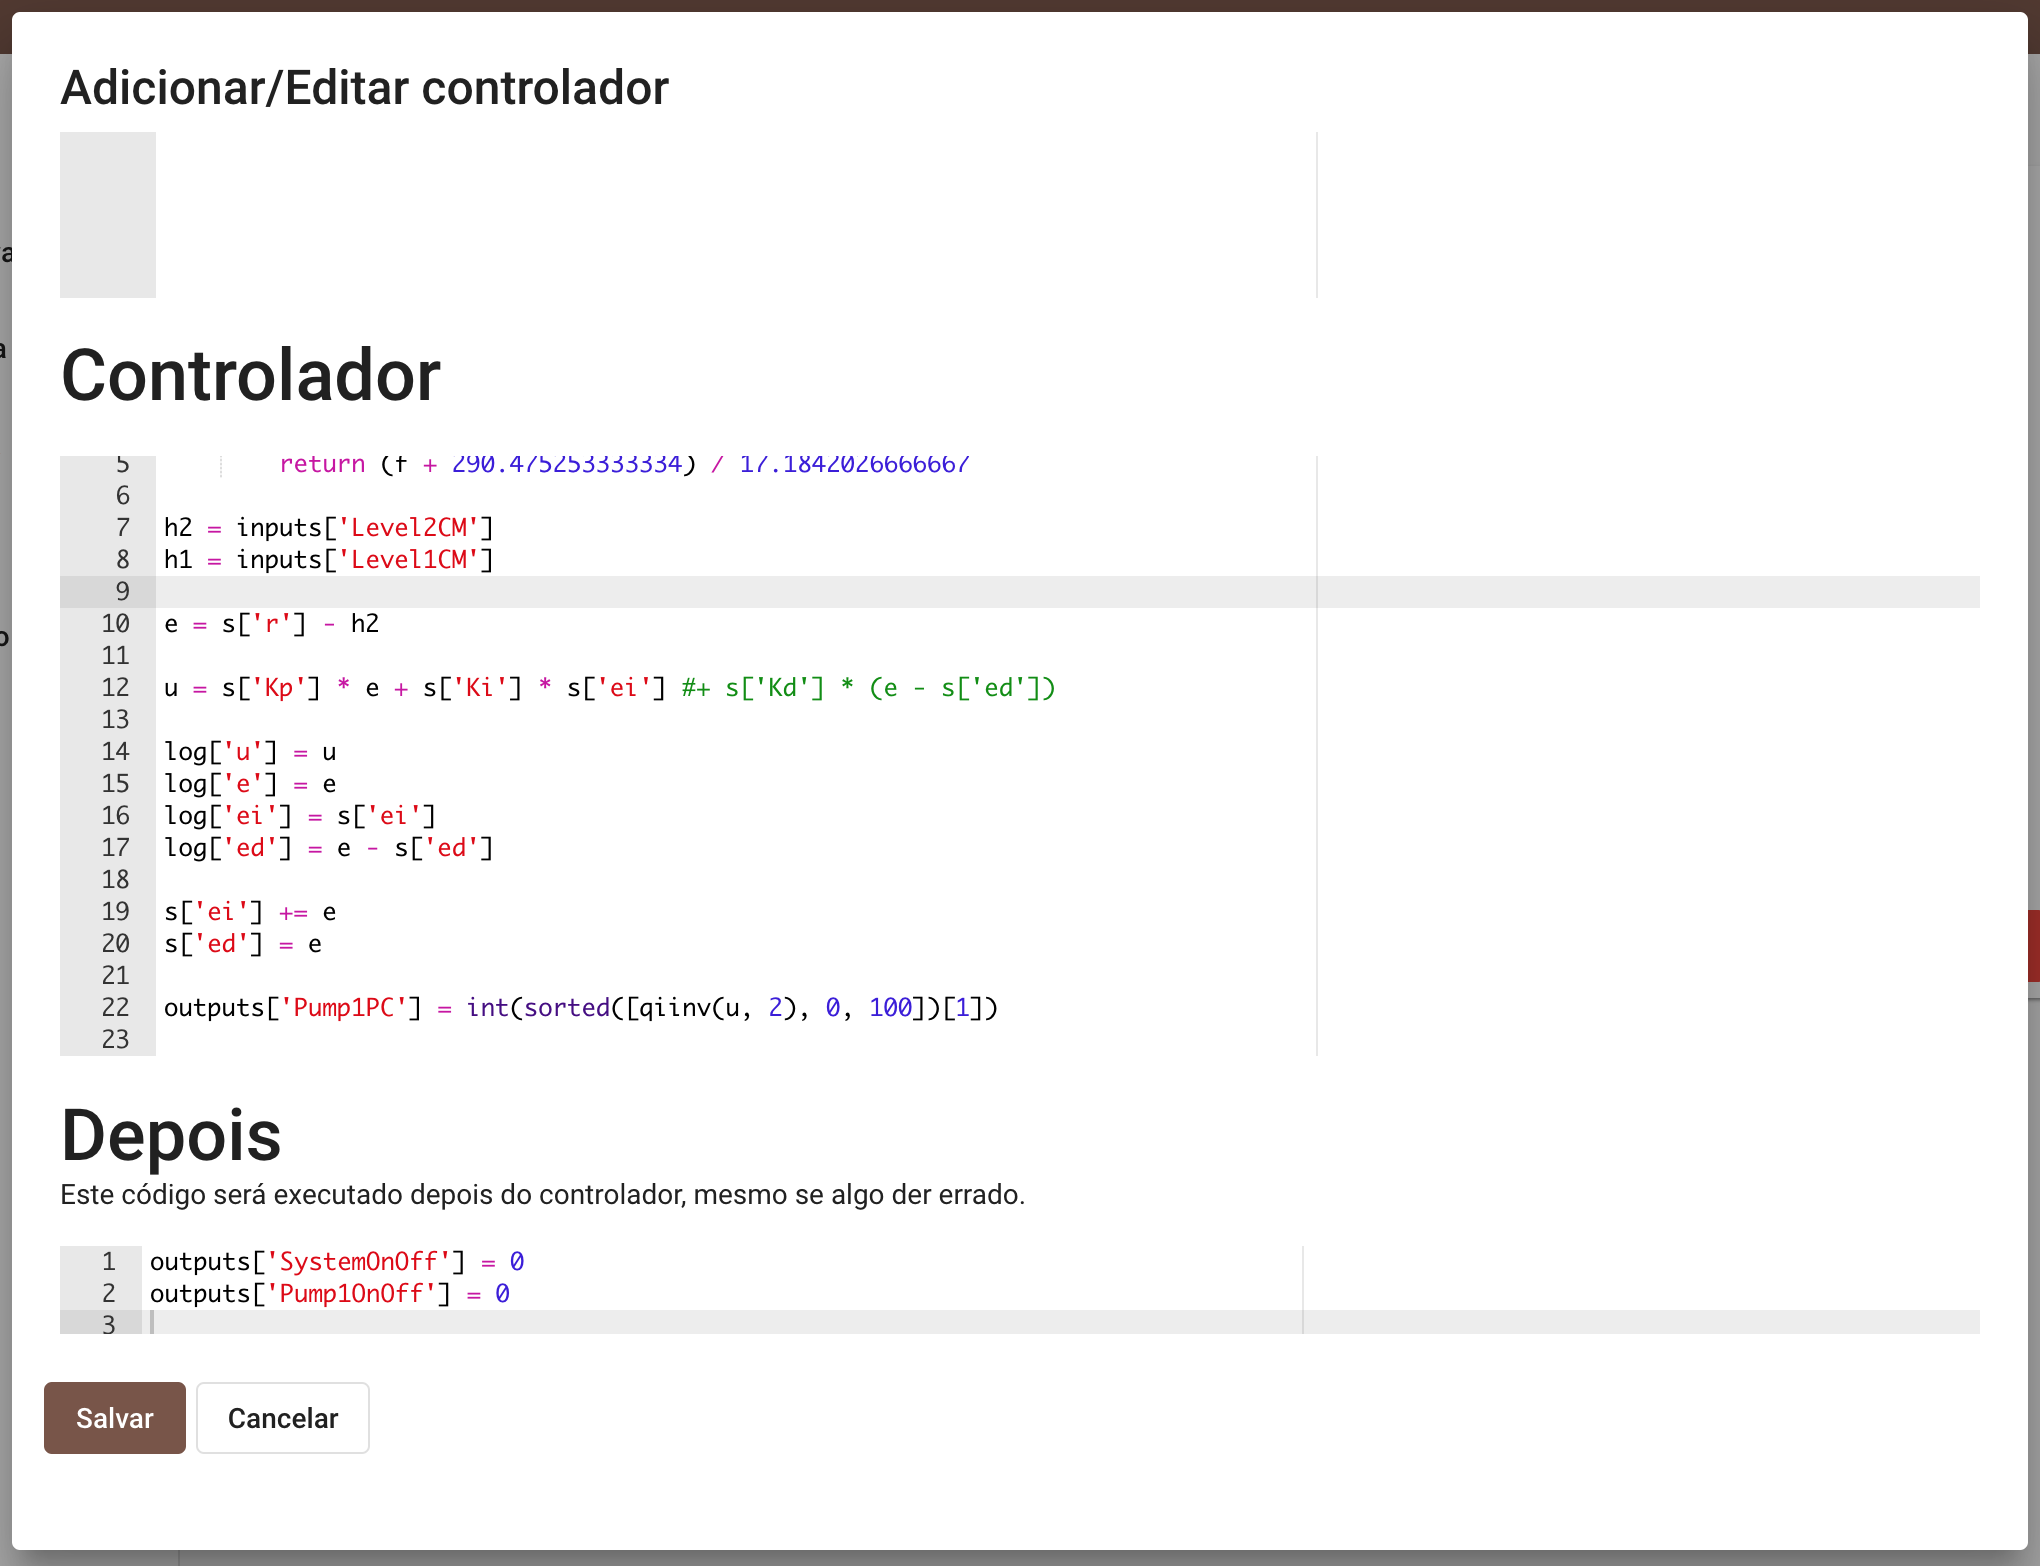 Adicionar/Editar controlador
Controlador
5 return (f + 290.475253333334) / 17.1842026666667
6
7 h2 = inputs['Level2CM']
8 h1 = inputs['Level1CM']
9
10 e = s['r'] - h2
11
12 u = s['Kp'] * e + s['Ki'] * s['ei'] #+ s['Kd'] * (e - s['ed'])
13
14 log['u'] = u
15 log['e'] = e
16 log['ei'] = s['ei']
17 log['ed'] = e - s['ed']
18
19 s['ei'] += e
20 s['ed'] = e
21
22 outputs['Pump1PC'] = int(sorted([qiinv(u, 2), 0, 100])[1])
23
Depois
Este código será executado depois do controlador, mesmo se algo der errado.
1 outputs['SystemOnOff'] = 0
2 outputs['Pump1OnOff'] = 0
3
Salvar Cancelar